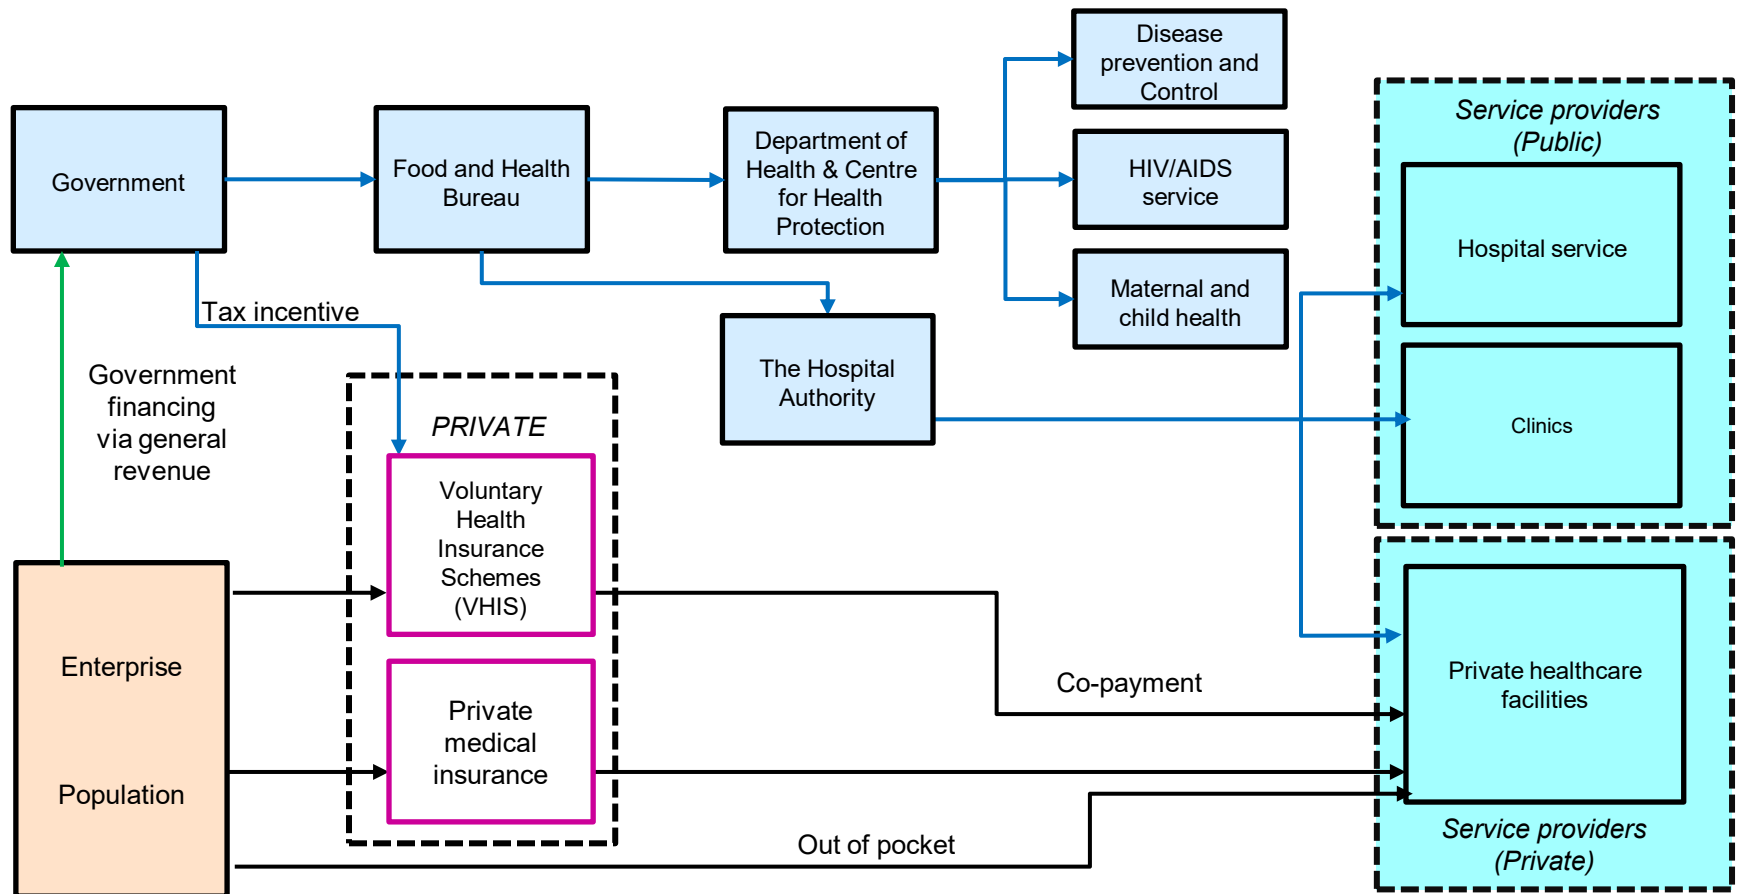 Disease
prevention and
Control
Service providers
(Public)
Government
Food and Health
Bureau
Department of
Health & Centre
for Health
Protection
HIV/AIDS
service
Hospital service
Maternal and
child health
Tax incentive
The Hospital
Authority
Clinics
Government
financing
via general
revenue
PRIVATE
Voluntary
Health
Insurance
Schemes
(VHIS)
Enterprise
Population
Private
medical
insurance
Co-payment
Private healthcare
facilities
Out of pocket
Service providers
(Private)